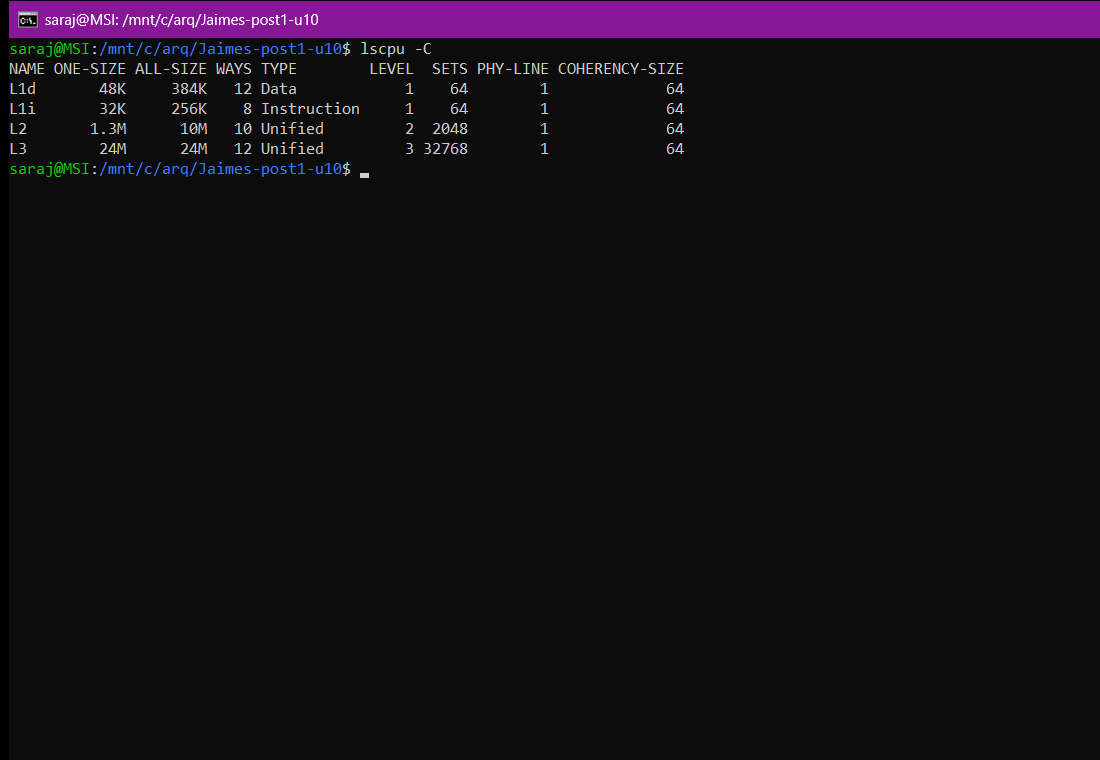 saraj@MSI: /mnt/c/arq/Jaimes-post1-u10
saraj@MSI:/mnt/c/arq/Jaimes-post1-u10$ lscpu -C
NAME ONE-SIZE ALL-SIZE WAYS TYPE        LEVEL  SETS PHY-LINE COHERENCY-SIZE
L1d       48K     384K   12 Data            1    64        1             64
L1i       32K     256K    8 Instruction     1    64        1             64
L2       1.3M      10M   10 Unified         2  2048        1             64
L3        24M      24M   12 Unified         3 32768        1             64
saraj@MSI:/mnt/c/arq/Jaimes-post1-u10$